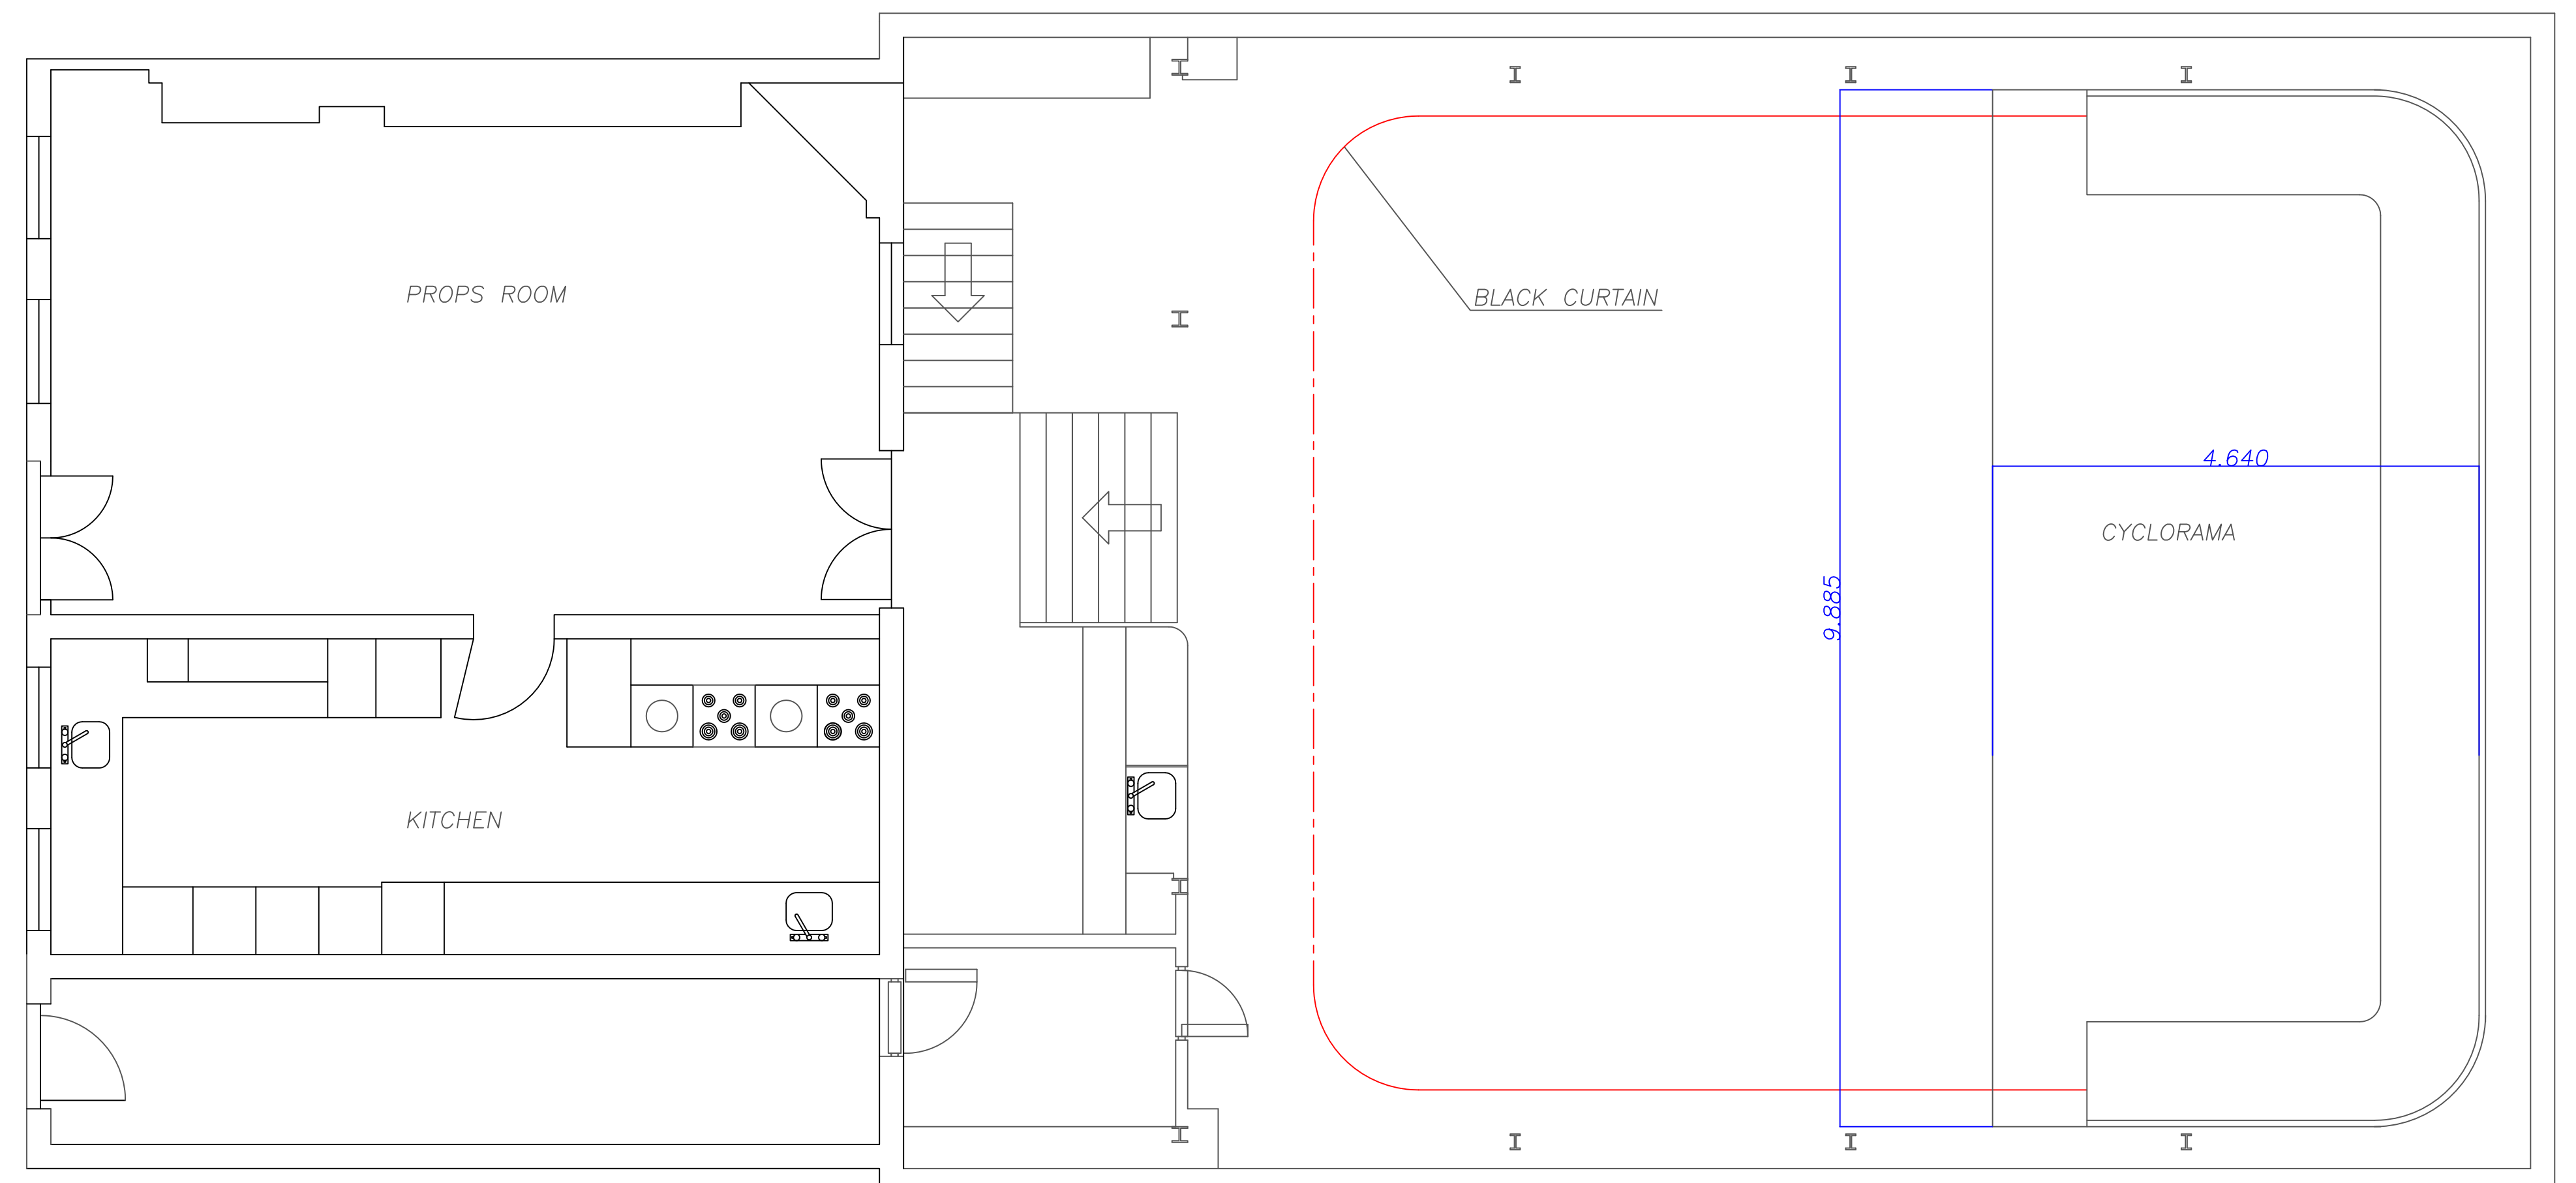 PROPS ROOM
BLACK CURTAIN
4.640
CYCLORAMA
9.885
KITCHEN